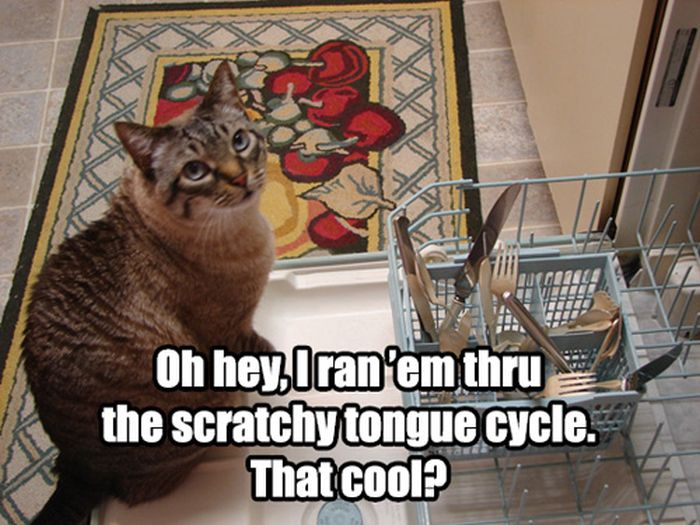 Oh hey, I ran 'em thru
the scratchy tongue cycle.
That cool?